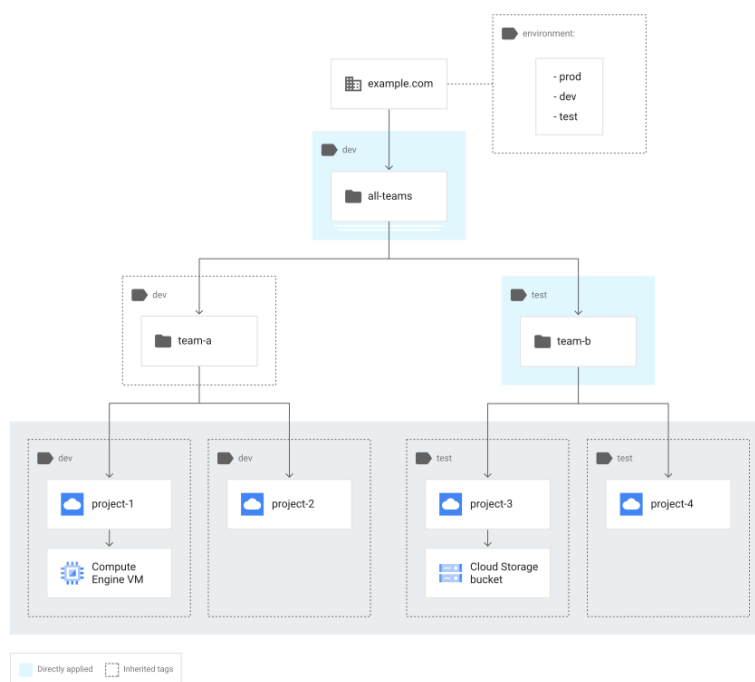 environment:
- prod
- dev
- test
example.com
dev
all-teams
dev
team-a
test
team-b
dev
project-1
Compute
Engine VM
dev
project-2
test
project-3
Cloud Storage
bucket
test
project-4
Directly applied
Inherited tags